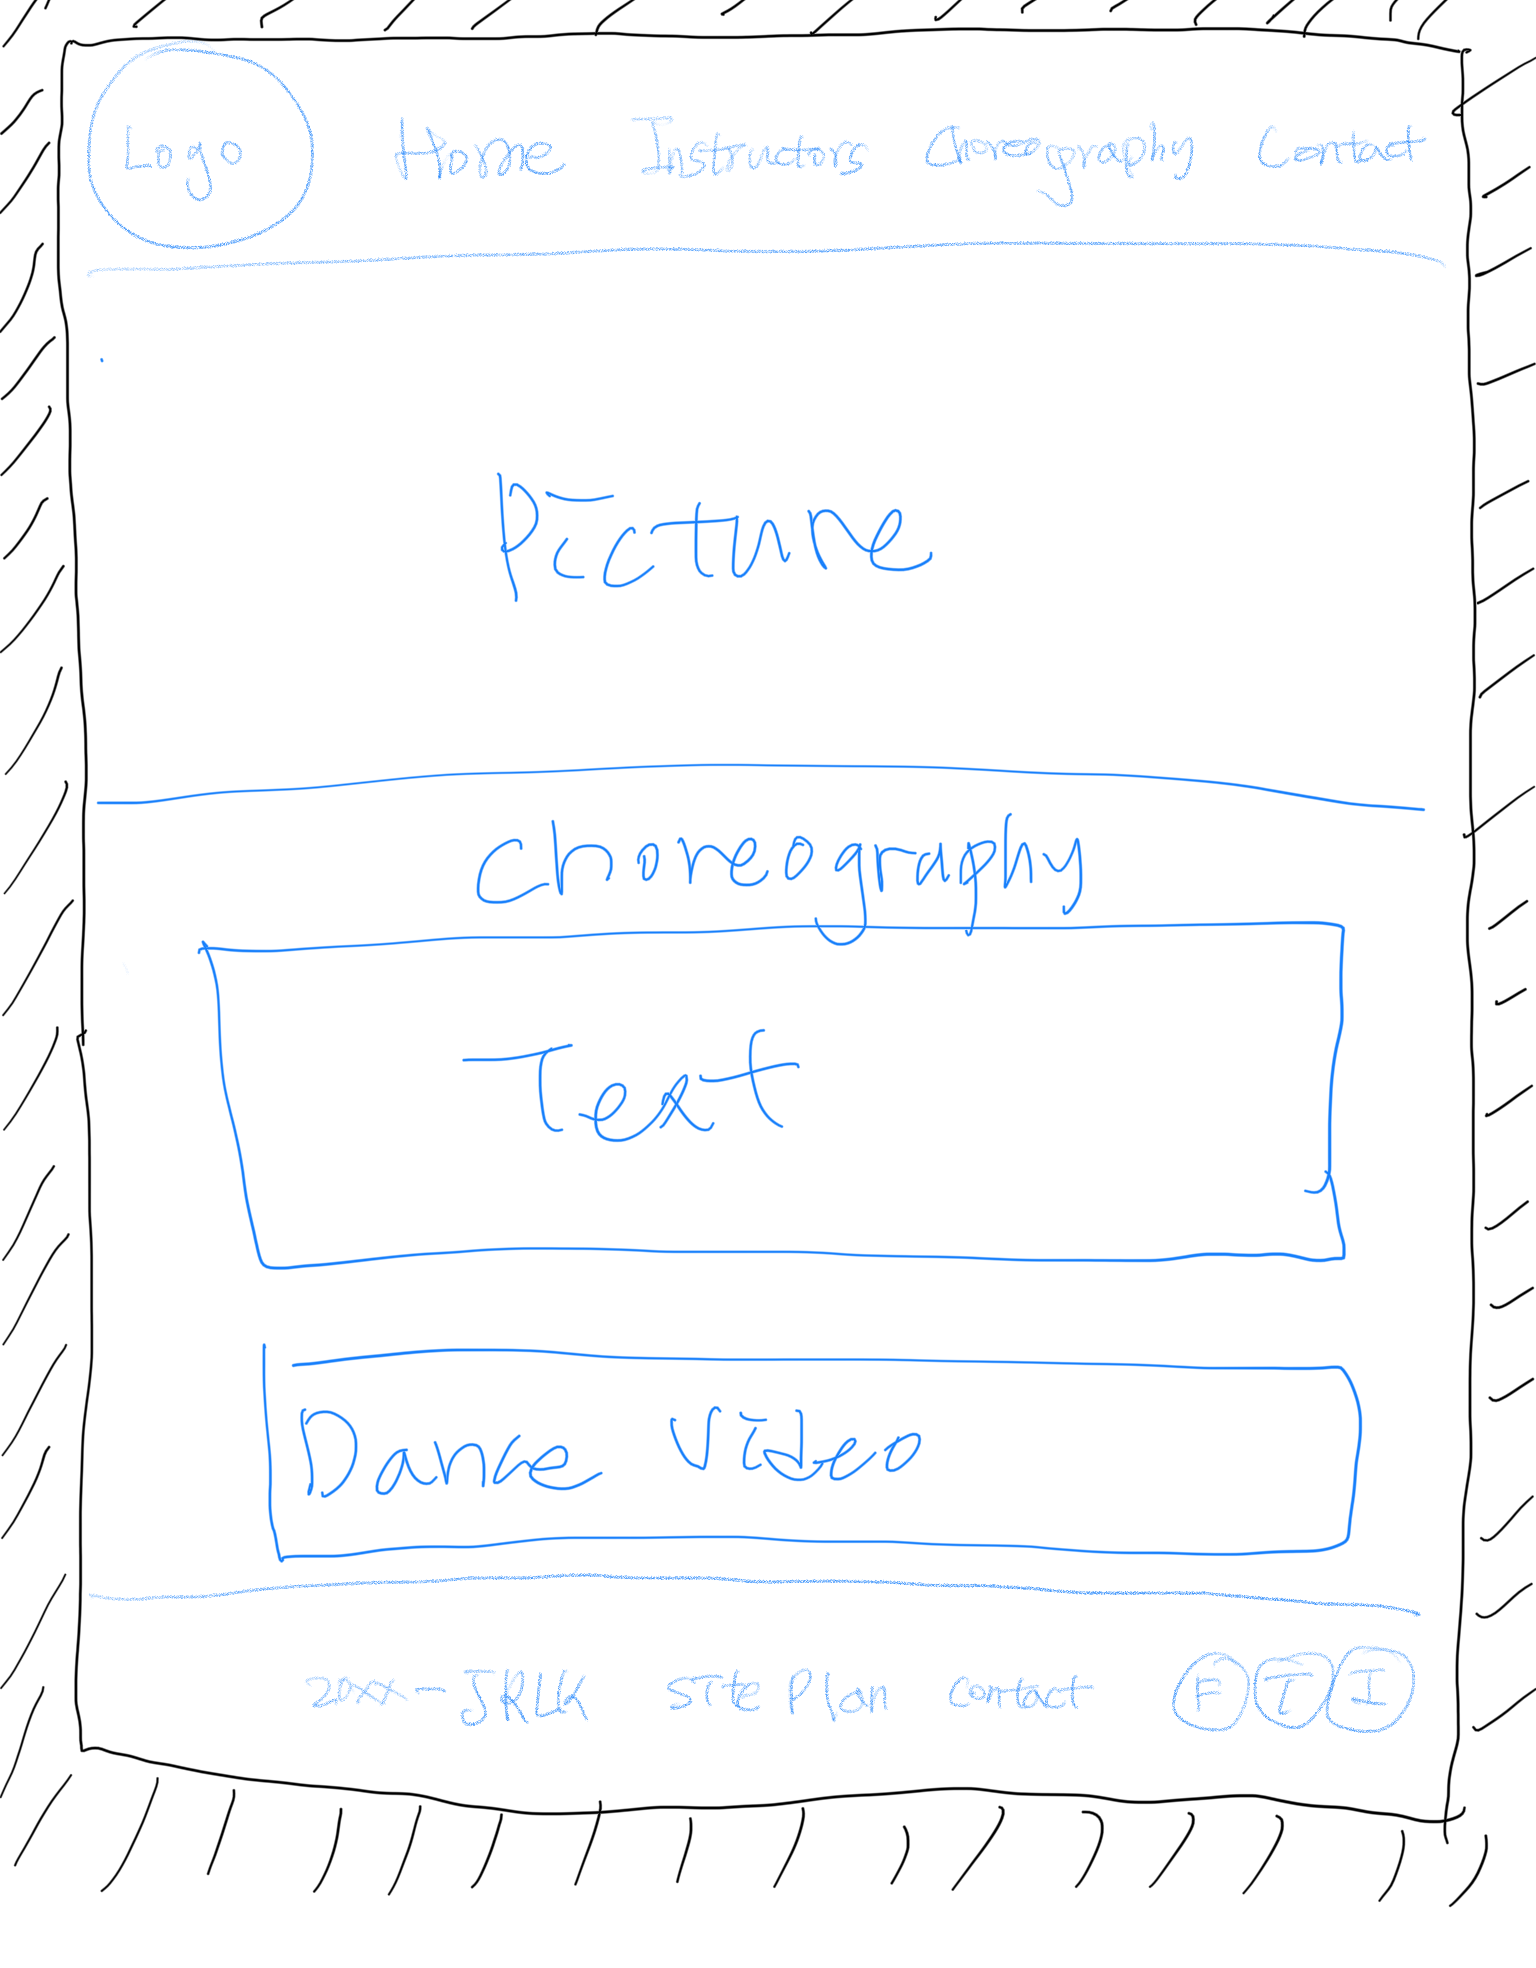 Logo Home Instructors Choreography Contact
Picture
Choreography
Text
Dance Video
20xx - JRLK Site Plan Contact F T I